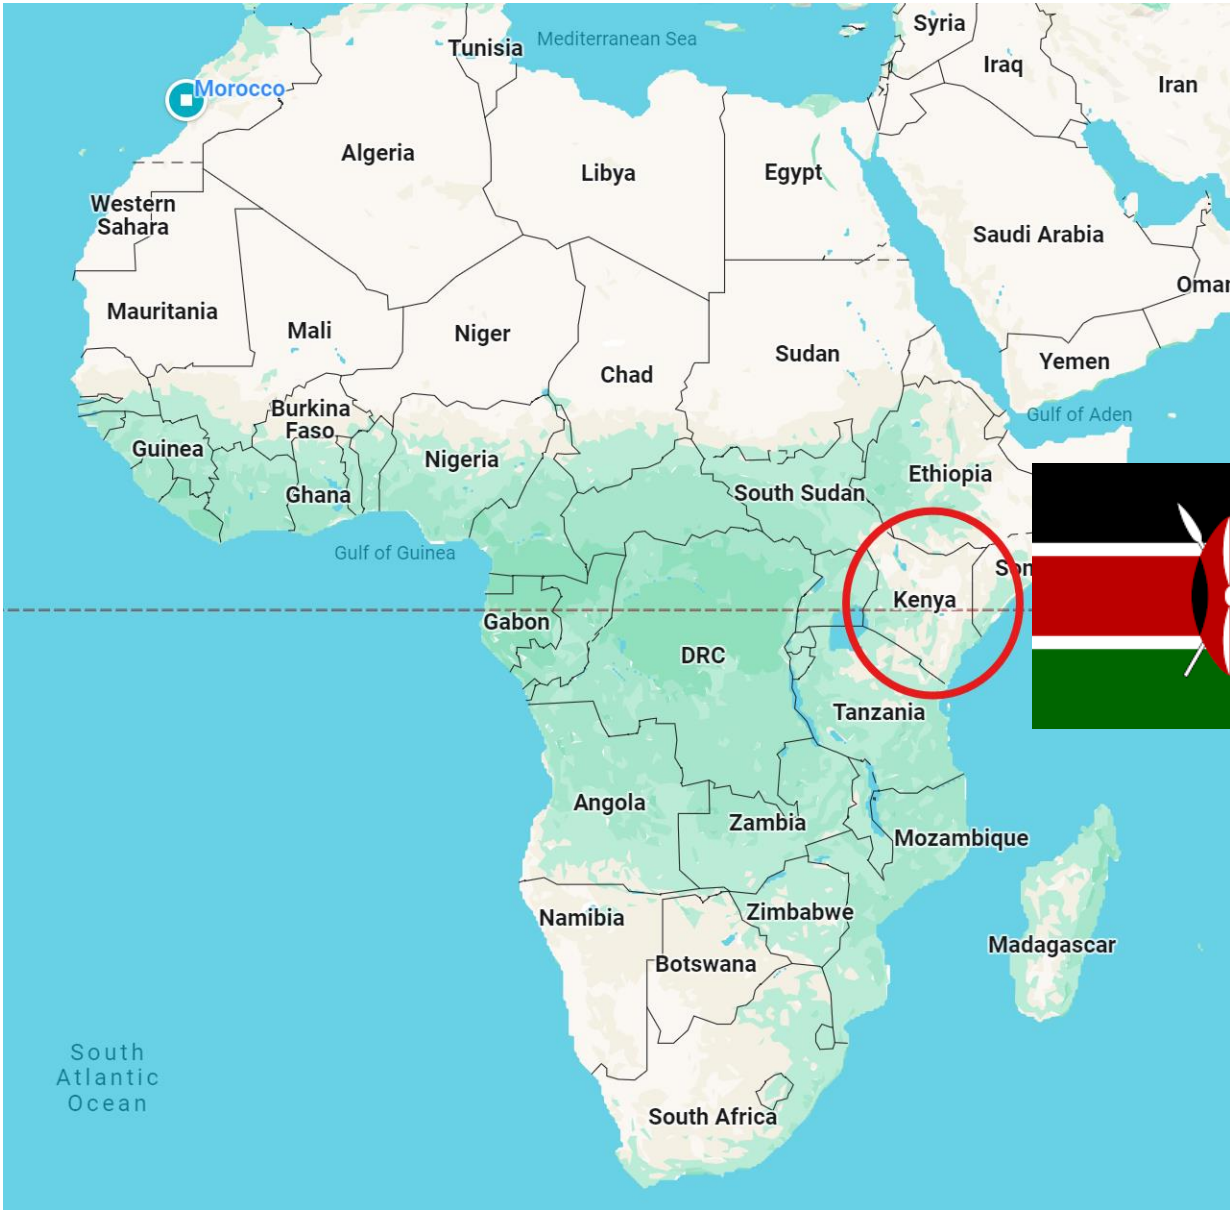 Syria
Tunisia
Mediterranean Sea
Iraq
Iran
Morocco
Algeria
Libya
Egypt
Western
Sahara
Saudi Arabia
Oman
Mauritania
Mali
Niger
Sudan
Chad
Yemen
Burkina
Faso
Gulf of Aden
Guinea
Nigeria
Ghana
South Sudan
Ethiopia
Gulf of Guinea
Som
Kenya
Gabon
DRC
Tanzania
Angola
Zambia
Mozambique
Namibia
Zimbabwe
Madagascar
Botswana
South
Atlantic
Ocean
South Africa